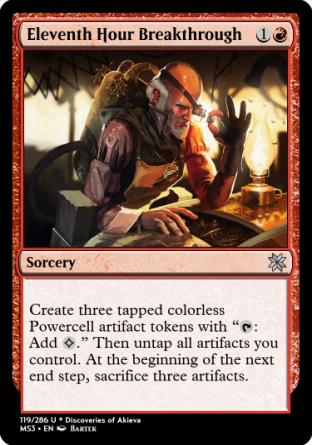 Eleventh Hour Breakthrough 1
Sorcery
Create three tapped colorless
Powercell artifact tokens with “T:
Add C.” Then untap all artifacts you
control. At the beginning of the next
end step, sacrifice three artifacts.
119/286 U * Discoveries of Akieva
MS3 • EN Bartek